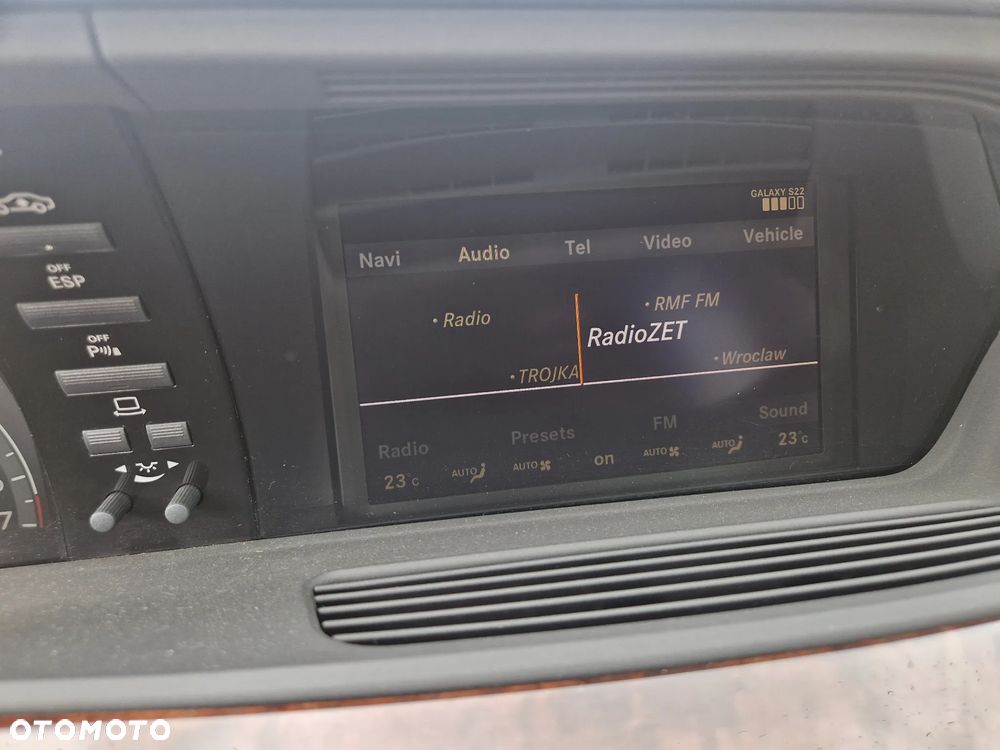 GALAXY S22
Navi Audio Tel Video Vehicle
• Radio • RMF FM
RadioZET
• TROJKA • Wroclaw
Radio Presets FM Sound
23°C AUTO AUTO on AUTO AUTO 23°C
OFF
ESP
OFF
P
7
OTOMOTO